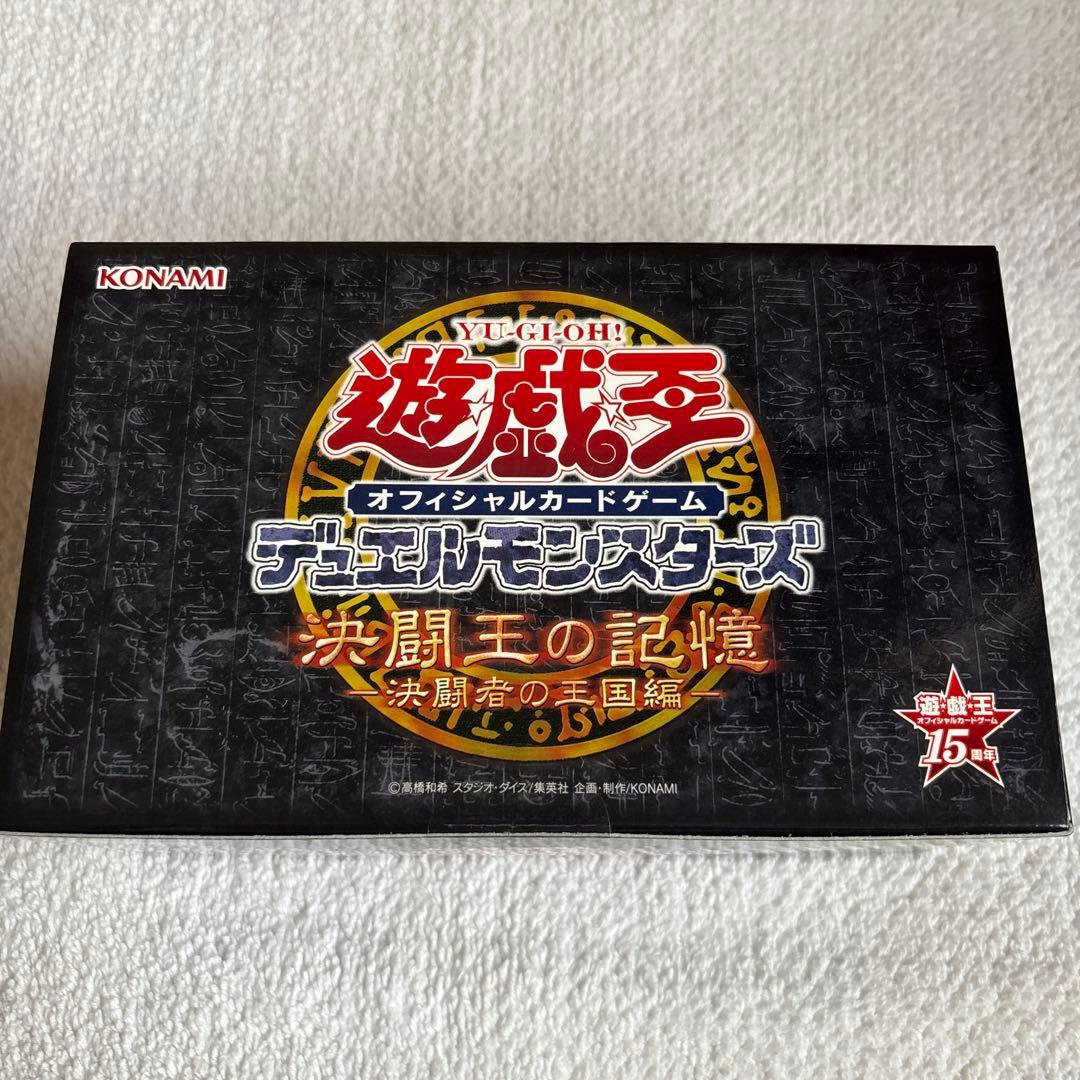 KONAMI
YU-GI-OH!
遊☆戯☆王
オフィシャルカードゲーム
デュエルモンスターズ
決闘王の記憶
－決闘者の王国編－
遊☆戯☆王
オフィシャルカードゲーム
15周年
©高橋和希 スタジオ・ダイス/集英社 企画・制作/KONAMI